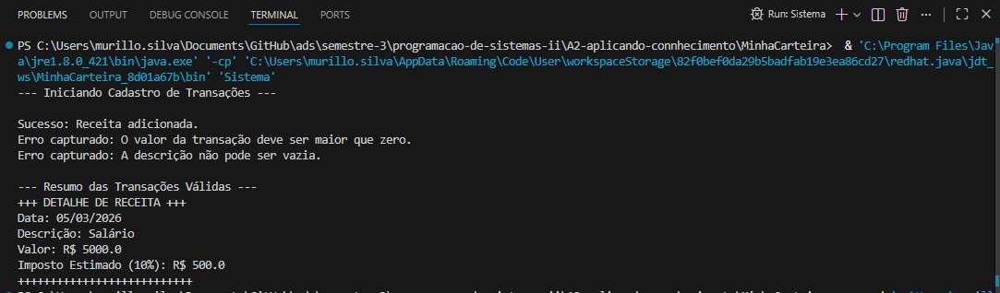 PROBLEMS OUTPUT DEBUG CONSOLE TERMINAL PORTS Run: Sistema
PS C:\Users\murillo.silva\Documents\GitHub\ads\semestre-3\programacao-de-sistemas-ii\A2-aplicando-connhecimento\MinhaCarteira> & 'C:\Program Files\Jav
a\jre1.8.0_421\bin\java.exe' '-cp' 'C:\Users\murillo.silva\AppData\Roaming\Code\User\workspaceStorage\82f0bef0da29b5badfab19e3ea86cd27\redhat.java\jdt_
ws\MinhaCarteira_8d01a67b\bin' 'Sistema'
--- Iniciando Cadastro de Transações ---
Sucesso: Receita adicionada.
Erro capturado: O valor da transação deve ser maior que zero.
Erro capturado: A descrição não pode ser vazia.
--- Resumo das Transações Válidas ---
+++ DETALHE DE RECEITA +++
Data: 05/03/2026
Descrição: Salário
Valor: R$ 5000.0
Imposto Estimado (10%): R$ 500.0
+++++++++++++++++++++++++++